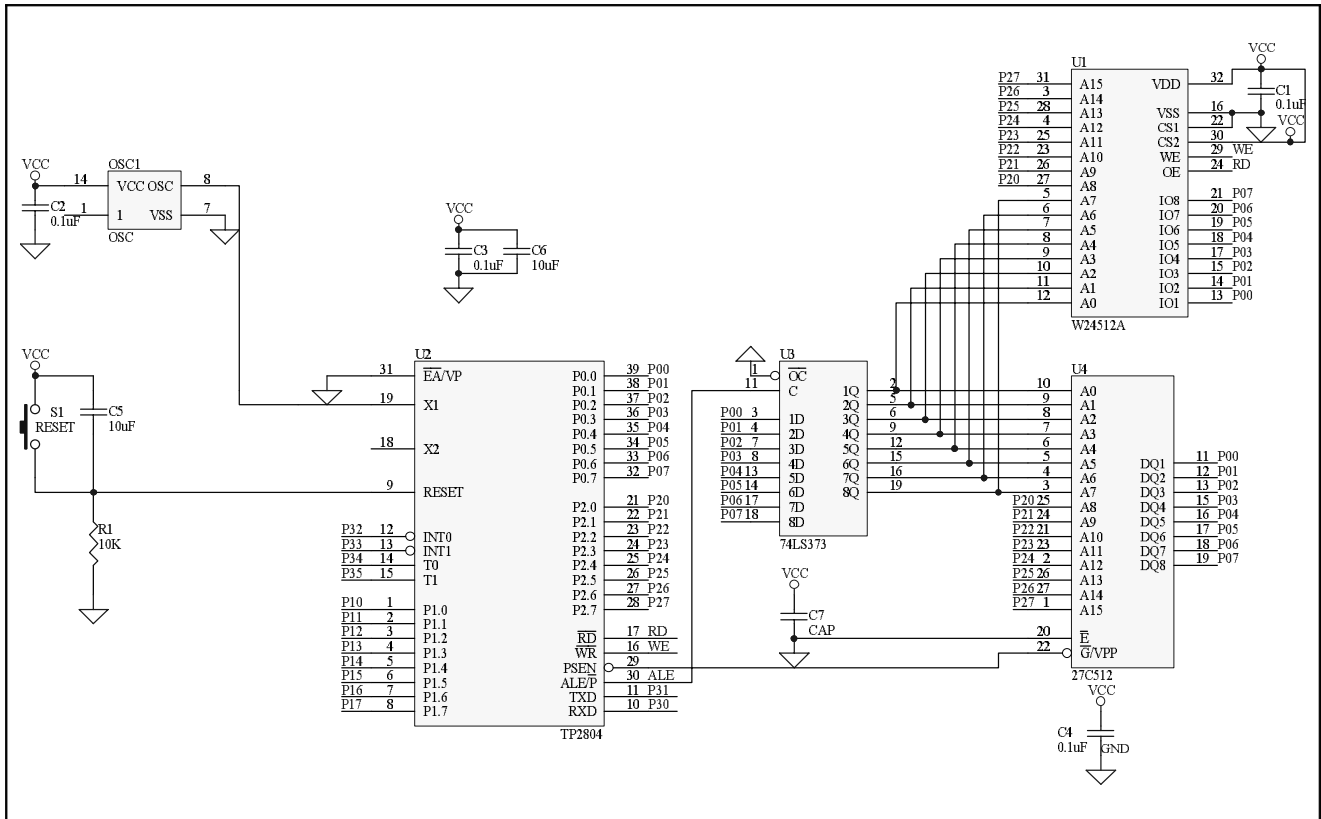 VCC
OSC1
14 VCC OSC 8
C2
0.1uF
1 1 VSS 7
OSC
VCC
C3
0.1uF
C6
10uF
VCC
S1
RESET
C5
10uF
R1
10K
U2
31 EA/VP P0.0 39 P00
P0.1 38 P01
19 X1 P0.2 37 P02
P0.3 36 P03
P0.4 35 P04
18 X2 P0.5 34 P05
P0.6 33 P06
P0.7 32 P07
9 RESET
P2.0 21 P20
P2.1 22 P21
P32 12 INT0 P2.2 23 P22
P33 13 INT1 P2.3 24 P23
P34 14 T0 P2.4 25 P24
P35 15 T1 P2.5 26 P25
P2.6 27 P26
P10 1 P1.0 P2.7 28 P27
P11 2 P1.1
P12 3 P1.2 RD 17 RD
P13 4 P1.3 WR 16 WE
P14 5 P1.4 PSEN 29
P15 6 P1.5 ALE/P 30 ALE
P16 7 P1.6 TXD 11 P31
P17 8 P1.7 RXD 10 P30
TP2804
U3
1 OC
11 C 1Q 2
2Q 5
P00 3 1D 3Q 6
P01 4 2D 4Q 9
P02 7 3D 5Q 12
P03 8 4D 6Q 15
P04 13 5D 7Q 16
P05 14 6D 8Q 19
P06 17 7D
P07 18 8D
74LS373
VCC
C7
CAP
U1
P27 31 A15 VDD 32
P26 3 A14
P25 28 A13 VSS 16
P24 4 A12 CS1 22
P23 25 A11 CS2 30
P22 23 A10 WE 29 WE
P21 26 A9 OE 24 RD
P20 27 A8
5 A7 IO8 21 P07
6 A6 IO7 20 P06
7 A5 IO6 19 P05
8 A4 IO5 18 P04
9 A3 IO4 17 P03
10 A2 IO3 15 P02
11 A1 IO2 14 P01
12 A0 IO1 13 P00
W24512A
VCC
C1
0.1uF
VCC
U4
10 A0
9 A1
8 A2
7 A3
6 A4
5 A5 DQ1 11 P00
4 A6 DQ2 12 P01
3 A7 DQ3 13 P02
P20 25 A8 DQ4 15 P03
P21 24 A9 DQ5 16 P04
P22 21 A10 DQ6 17 P05
P23 23 A11 DQ7 18 P06
P24 2 A12 DQ8 19 P07
P25 26 A13
P26 27 A14
P27 1 A15
20 E
22 G/VPP
27C512
VCC
C4
0.1uF
GND